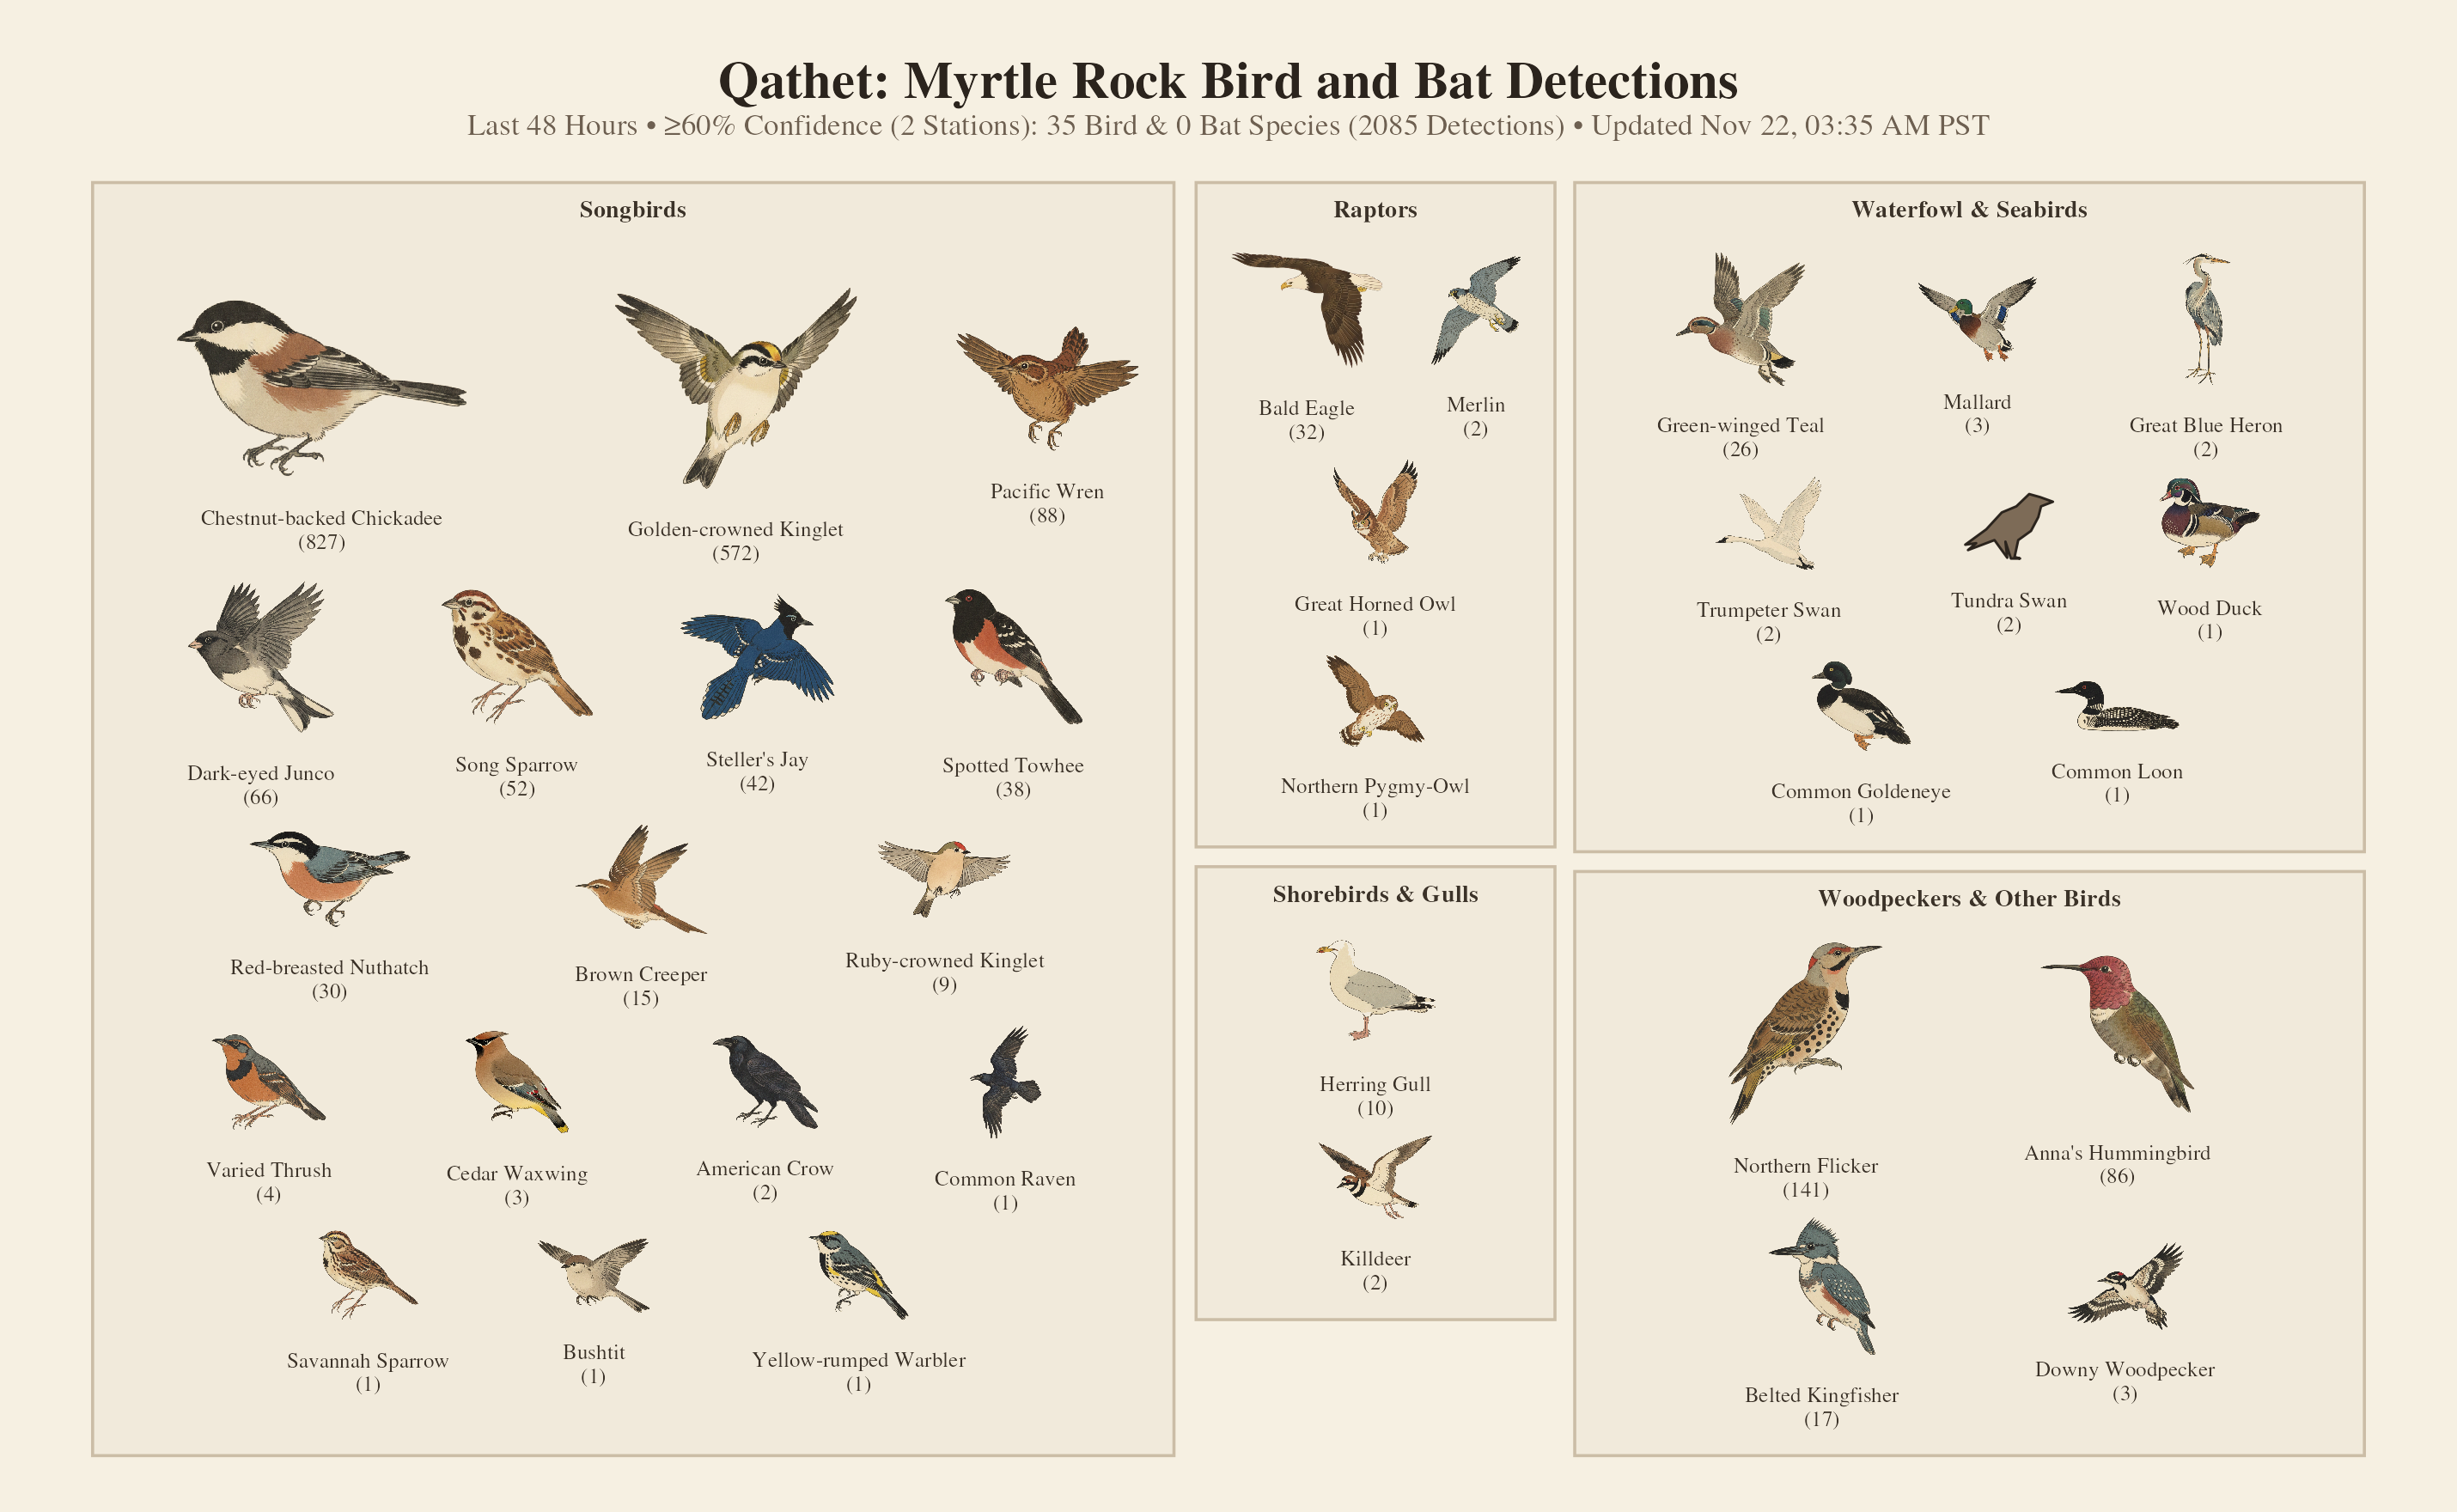 Qathet: Myrtle Rock Bird and Bat Detections
Last 48 Hours • ≥60% Confidence (2 Stations): 35 Bird & 0 Bat Species (2085 Detections) • Updated Nov 22, 03:35 AM PST
Songbirds
Chestnut-backed Chickadee
(827)
Golden-crowned Kinglet
(572)
Pacific Wren
(88)
Dark-eyed Junco
(66)
Song Sparrow
(52)
Steller's Jay
(42)
Spotted Towhee
(38)
Red-breasted Nuthatch
(30)
Brown Creeper
(15)
Ruby-crowned Kinglet
(9)
Varied Thrush
(4)
Cedar Waxwing
(3)
American Crow
(2)
Common Raven
(1)
Savannah Sparrow
(1)
Bushtit
(1)
Yellow-rumped Warbler
(1)
Raptors
Bald Eagle
(32)
Merlin
(2)
Great Horned Owl
(1)
Northern Pygmy-Owl
(1)
Shorebirds & Gulls
Herring Gull
(10)
Killdeer
(2)
Waterfowl & Seabirds
Green-winged Teal
(26)
Mallard
(3)
Great Blue Heron
(2)
Trumpeter Swan
(2)
Tundra Swan
(2)
Wood Duck
(1)
Common Goldeneye
(1)
Common Loon
(1)
Woodpeckers & Other Birds
Northern Flicker
(141)
Anna's Hummingbird
(86)
Belted Kingfisher
(17)
Downy Woodpecker
(3)